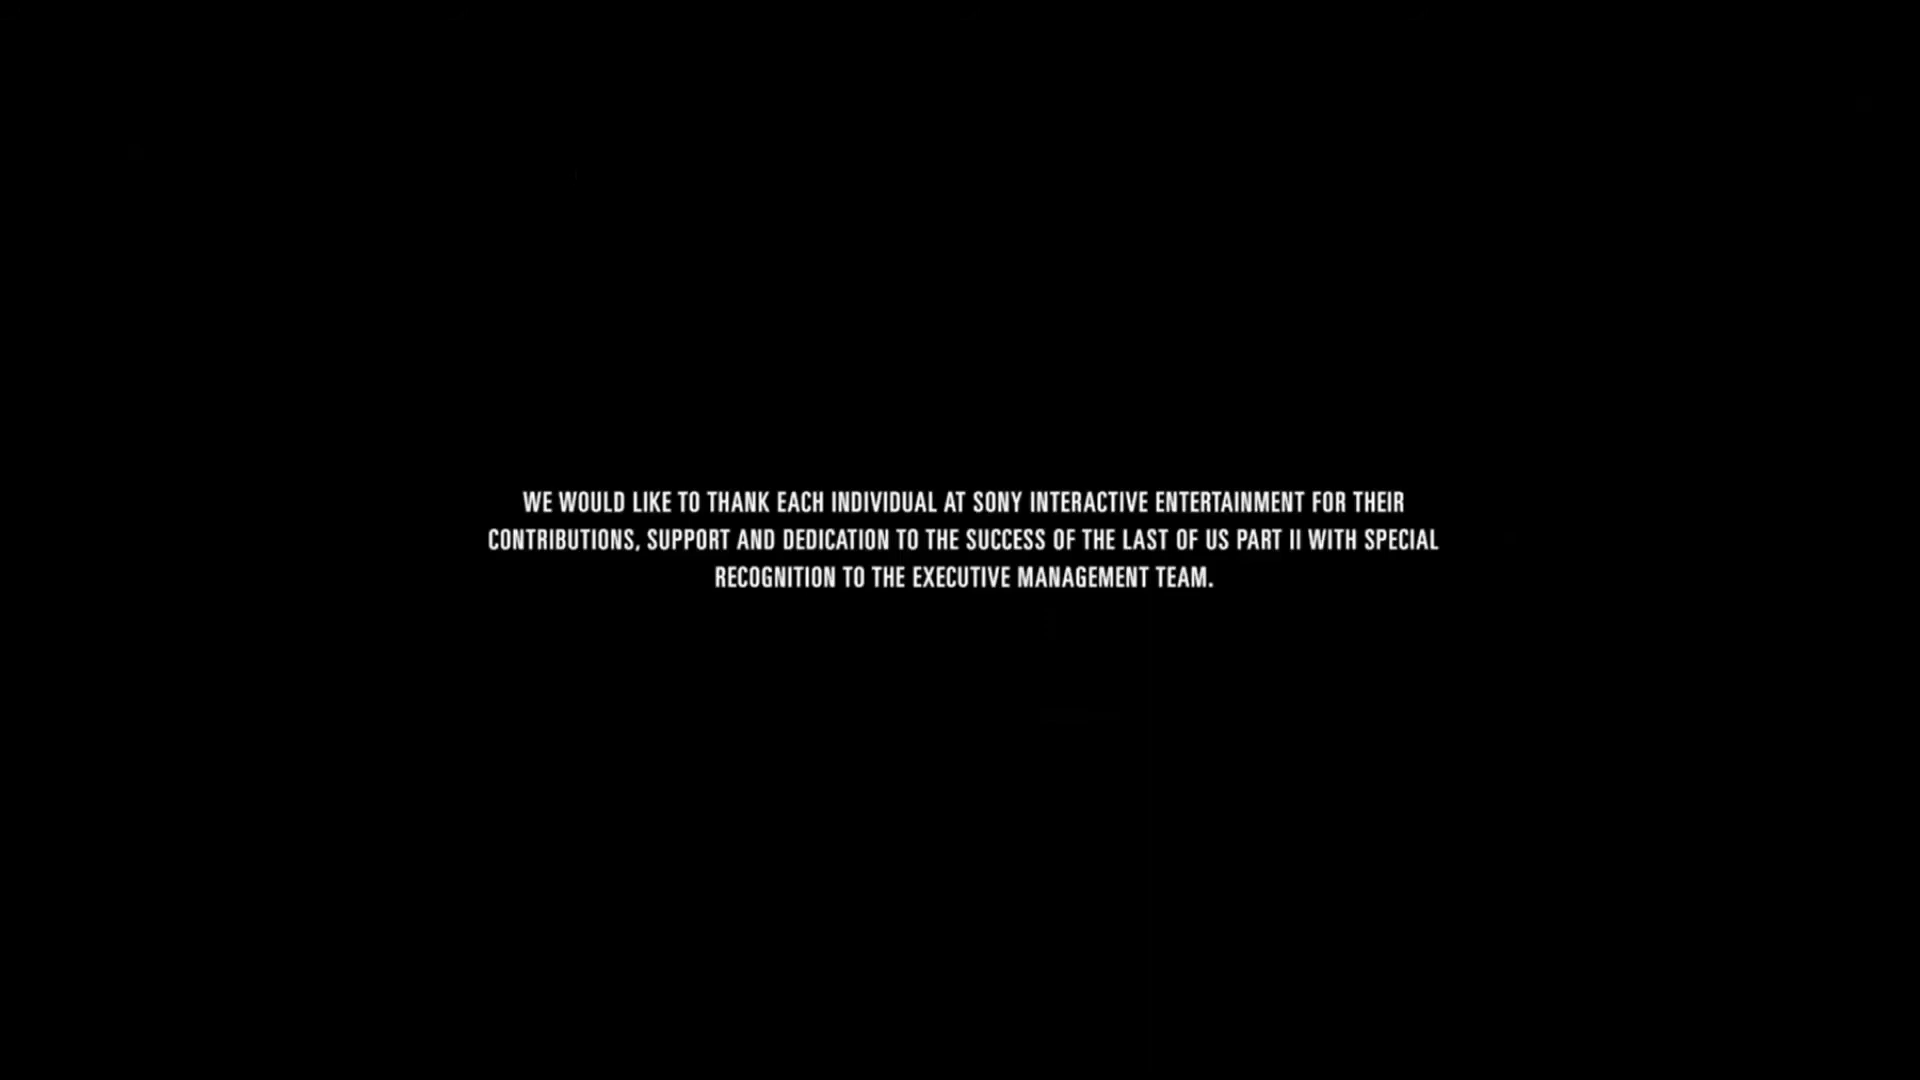 WE WOULD LIKE TO THANK EACH INDIVIDUAL AT SONY INTERACTIVE ENTERTAINMENT FOR THEIR
CONTRIBUTIONS, SUPPORT AND DEDICATION TO THE SUCCESS OF THE LAST OF US PART II WITH SPECIAL
RECOGNITION TO THE EXECUTIVE MANAGEMENT TEAM.